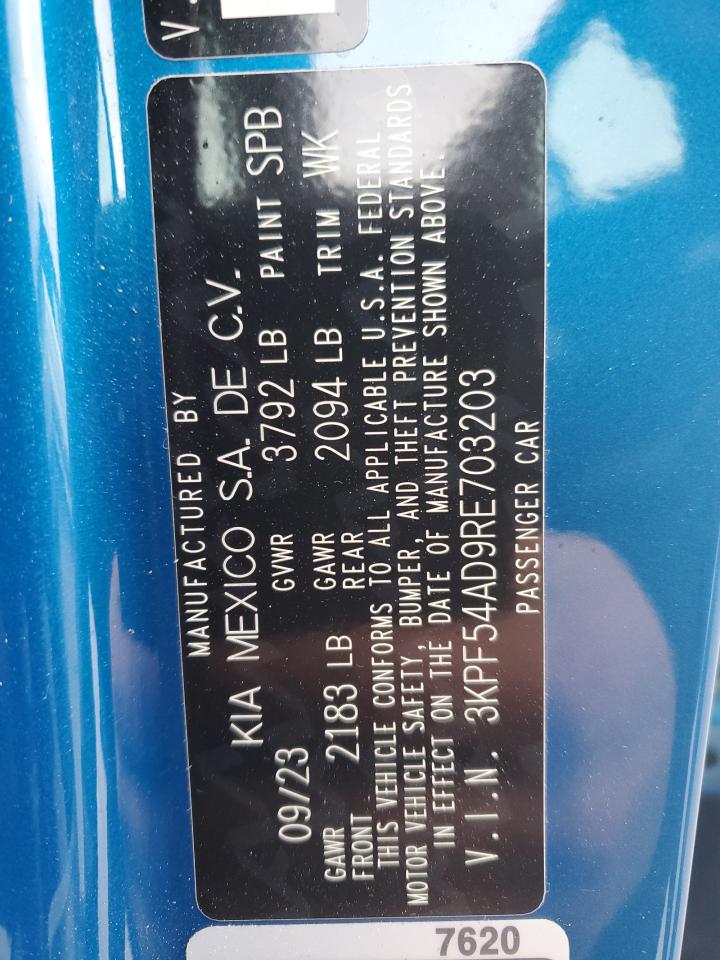 V.
MANUFACTURED BY
KIA MEXICO S.A. DE C.V.
09/23 GVWR 3792 LB PAINT SPB
GAWR FRONT 2183 LB GAWR REAR 2094 LB TRIM WK
THIS VEHICLE CONFORMS TO ALL APPLICABLE U.S.A. FEDERAL
MOTOR VEHICLE SAFETY, BUMPER, AND THEFT PREVENTION STANDARDS
IN EFFECT ON THE DATE OF MANUFACTURE SHOWN ABOVE.
V.I.N. 3KPF54AD9RE703203
PASSENGER CAR
7620